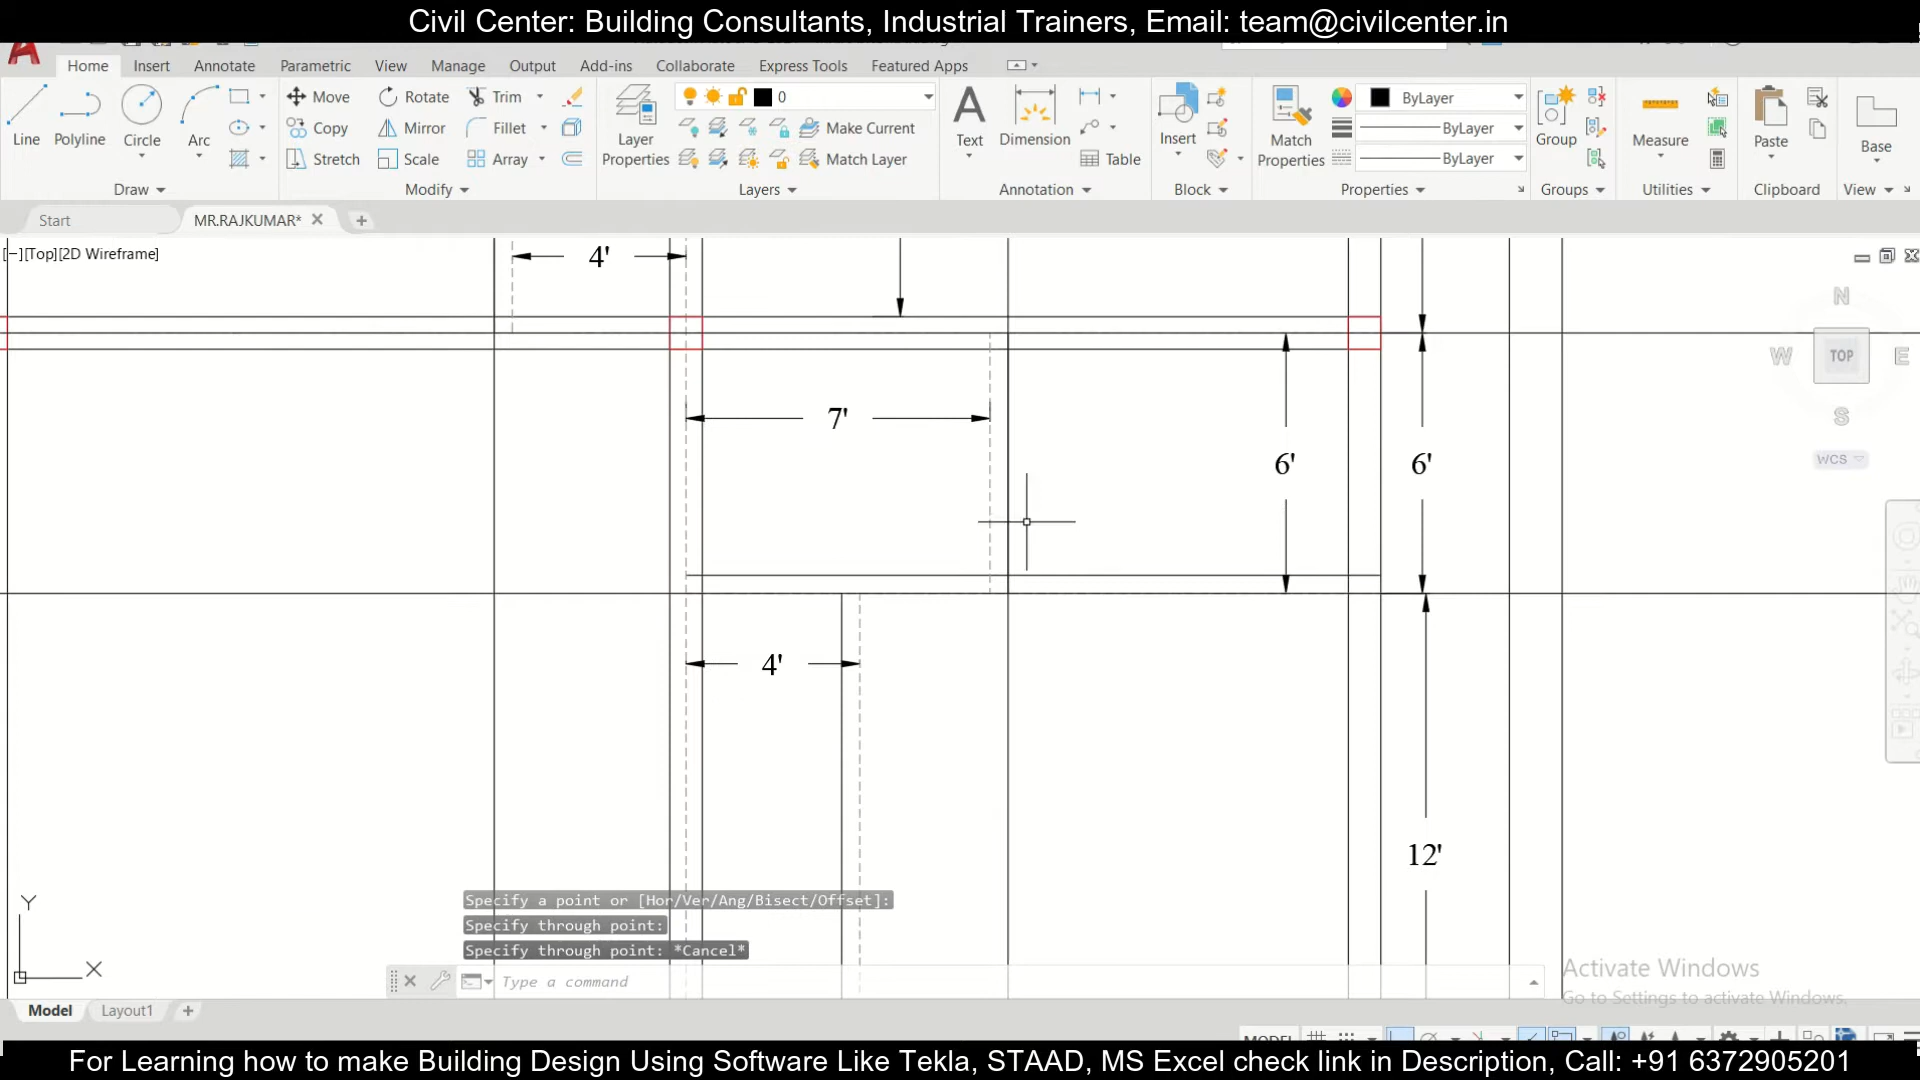 Civil Center: Building Consultants, Industrial Trainers, Email: team@civilcenter.in
Home Insert Annotate Parametric View Manage Output Add-ins Collaborate Express Tools Featured Apps
Line Polyline Circle Arc
Move Rotate Trim
Copy Mirror Fillet
Stretch Scale Array
Layer Properties
0
Make Current
Match Layer
Text Dimension Table
Insert
Match Properties
ByLayer
ByLayer
ByLayer
Group Measure Paste Base
Draw Modify Layers Annotation Block Properties Groups Utilities Clipboard View
Start MR.RAJKUMAR*
[−][Top][2D Wireframe]
N
W TOP E
S
WCS
4'
7'
6' 6'
4'
12'
Y
X
Specify a point or [Hor/Ver/Ang/Bisect/Offset]:
Specify through point:
Specify through point: *Cancel*
Type a command
Activate Windows
Go to Settings to activate Windows.
Model Layout1
MODEL
For Learning how to make Building Design Using Software Like Tekla, STAAD, MS Excel check link in Description, Call: +91 6372905201